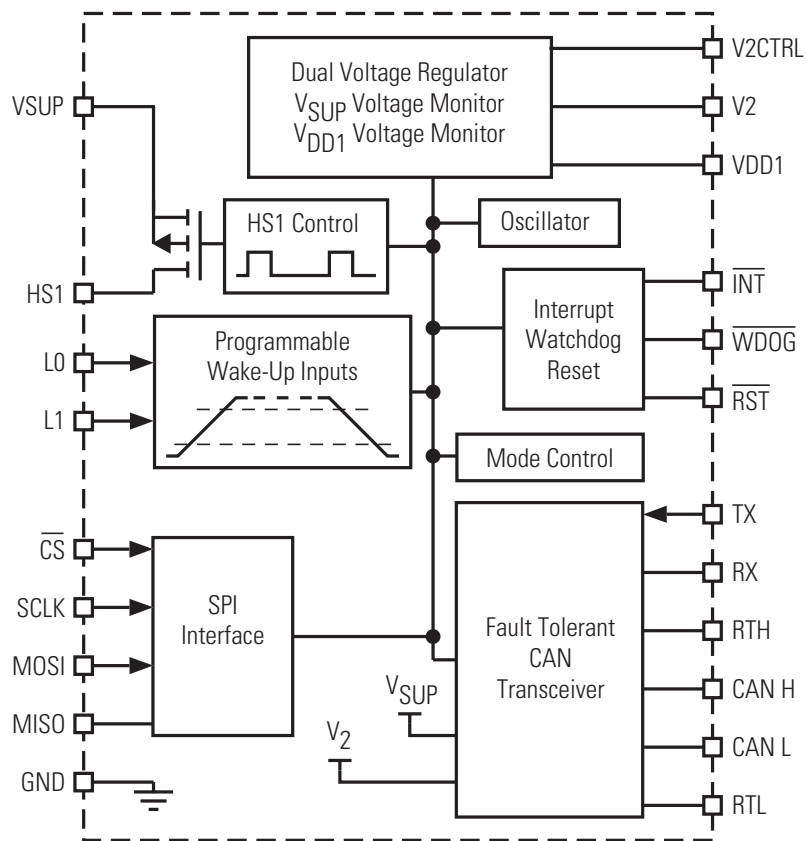 Dual Voltage Regulator
VSUP Voltage Monitor
VDD1 Voltage Monitor
V2CTRL
V2
VDD1
VSUP
HS1
HS1 Control
Oscillator
Interrupt
Watchdog
Reset
INT
WDOG
RST
L0
L1
Programmable
Wake-Up Inputs
Mode Control
CS
SCLK
MOSI
MISO
GND
SPI
Interface
Fault Tolerant
CAN
Transceiver
VSUP
V2
TX
RX
RTH
CAN H
CAN L
RTL